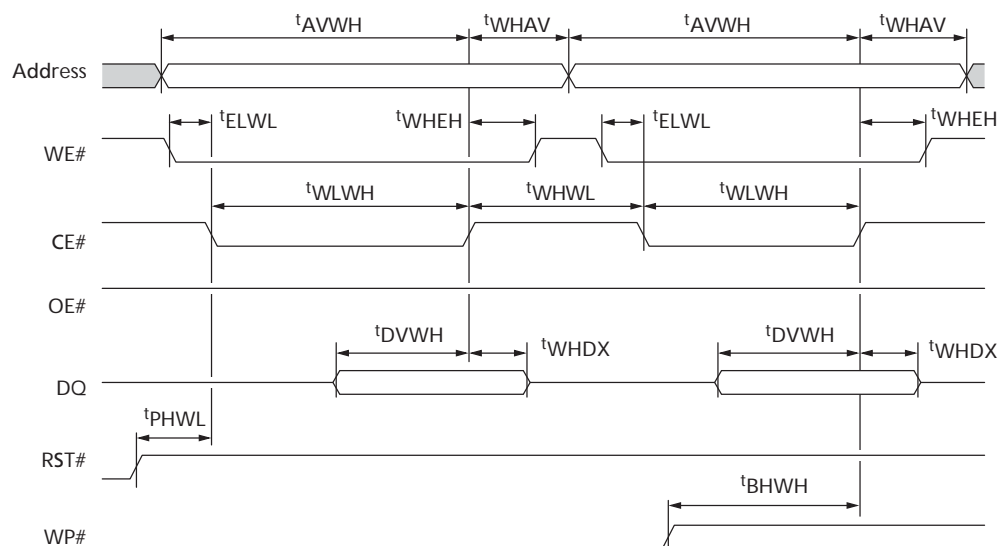 tAVWH tWHAV tAVWH tWHAV
Address
tELWL tWHEH tELWL tWHEH
WE#
tWLWH tWHWL tWLWH
CE#
OE#
tDVWH tWHDX tDVWH tWHDX
DQ
tPHWL
RST#
tBHWH
WP#